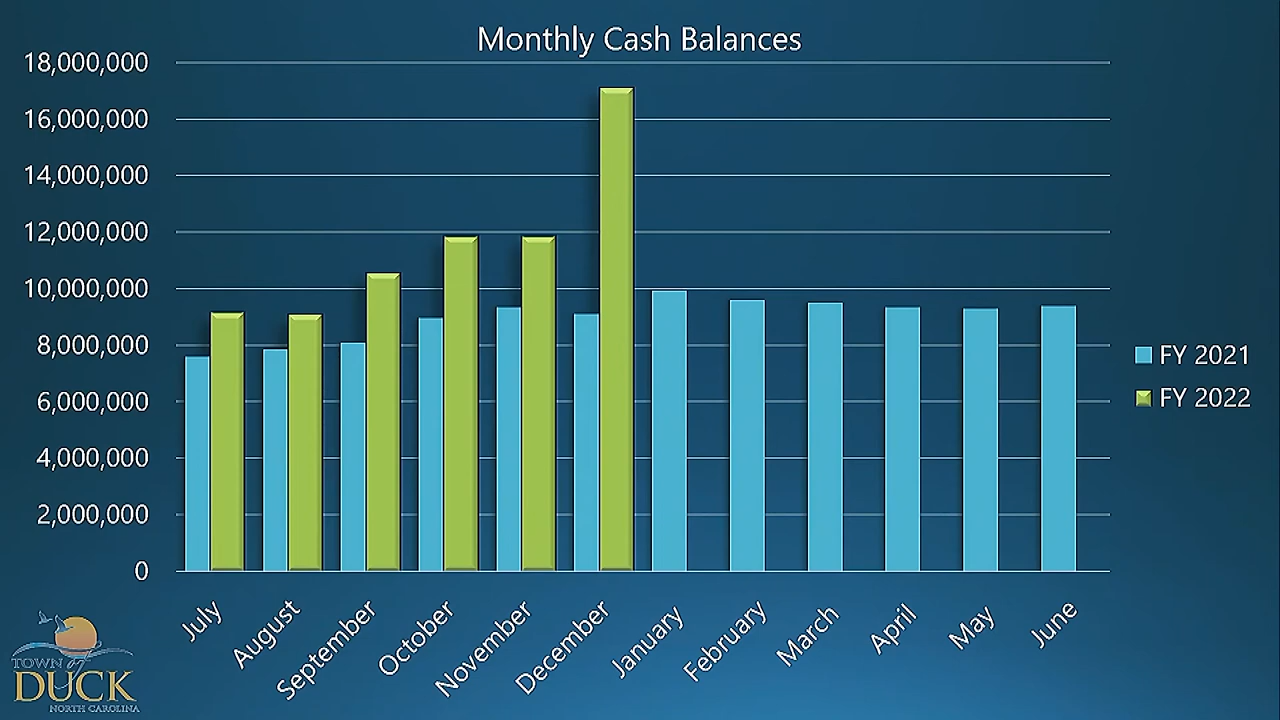 Monthly Cash Balances
18,000,000
16,000,000
14,000,000
12,000,000
10,000,000
8,000,000
6,000,000
4,000,000
2,000,000
0
July
August
September
October
November
December
January
February
March
April
May
June
FY 2021
FY 2022
TOWN of
DUCK
NORTH CAROLINA